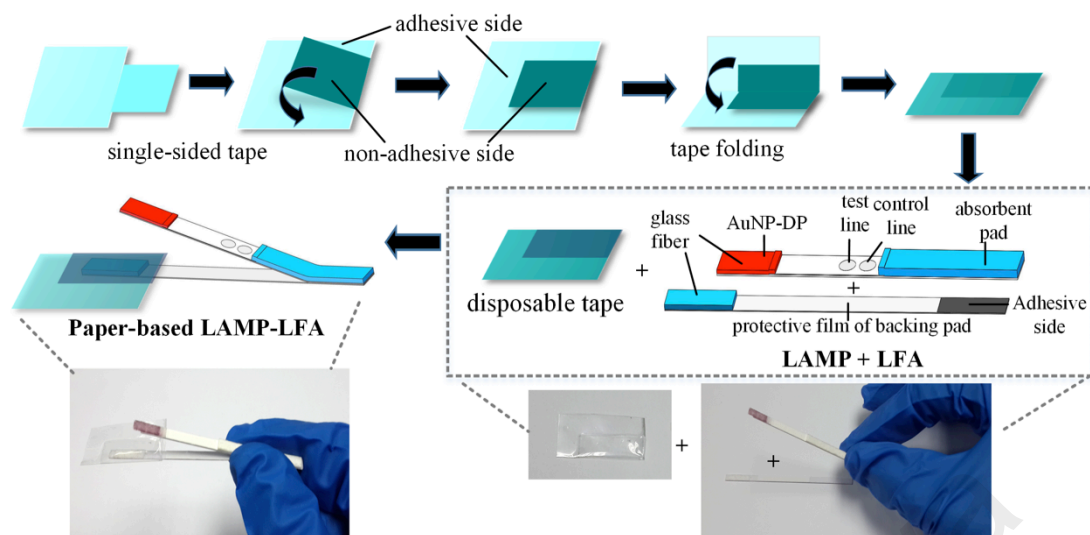 adhesive side
single-sided tape
non-adhesive side
tape folding
glass
fiber
AuNP-DP
test
line
control
line
absorbent
pad
+
disposable tape
+
protective film of backing pad
Adhesive
side
LAMP + LFA
Paper-based LAMP-LFA
+
+